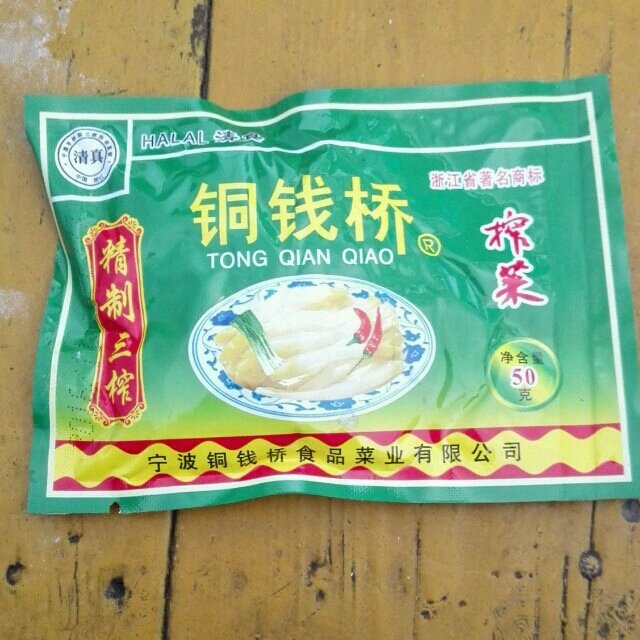 HALAL 清食
清真
铜钱桥®
TONG QIAN QIAO
浙江省著名商标
榨菜
精制三榨
净含量
50
克
宁波铜钱桥食品菜业有限公司